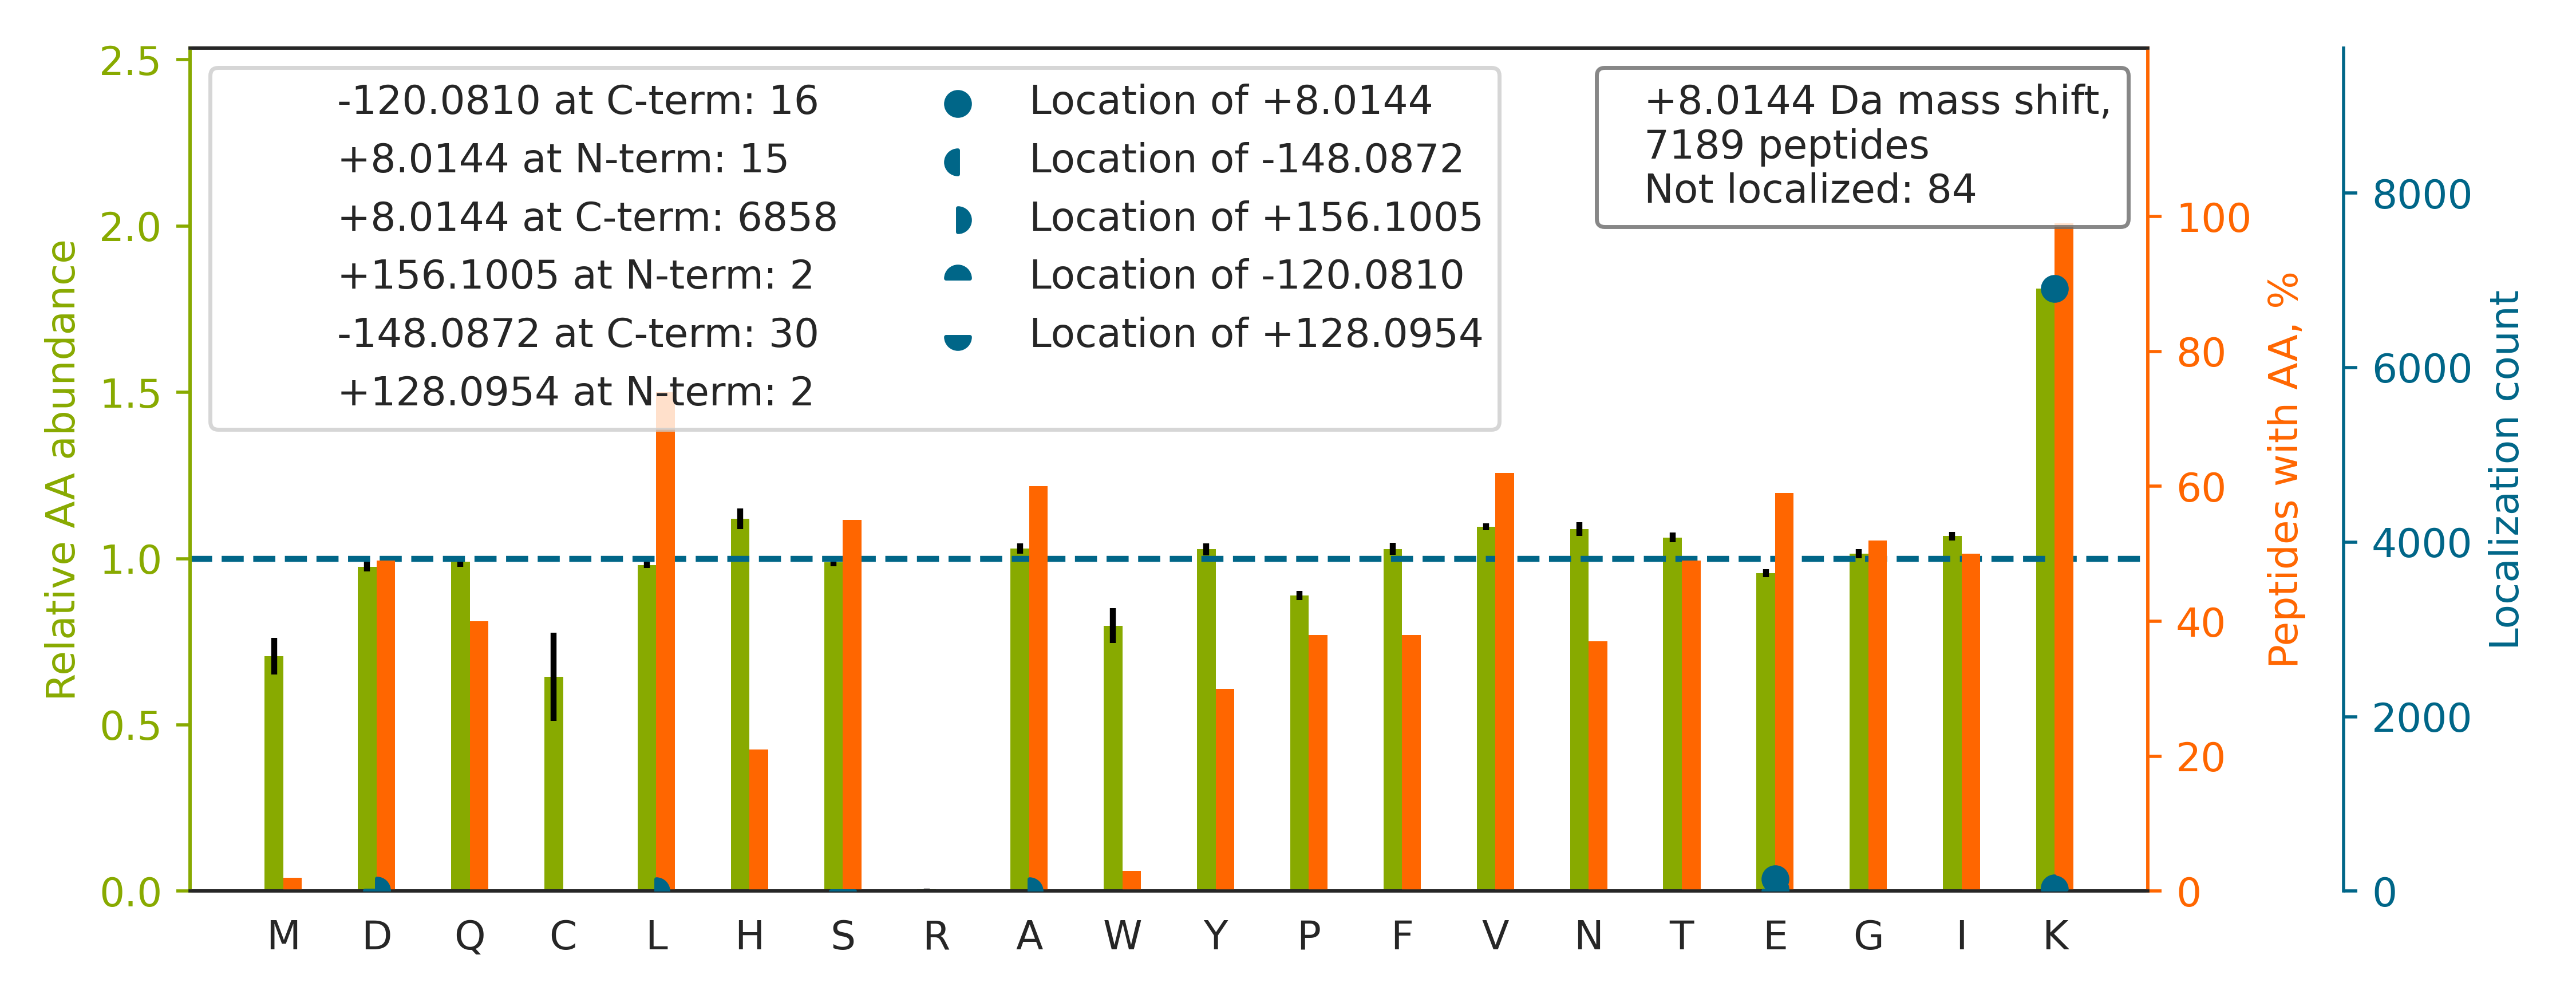 -120.0810 at C-term: 16
+8.0144 at N-term: 15
+8.0144 at C-term: 6858
+156.1005 at N-term: 2
-148.0872 at C-term: 30
+128.0954 at N-term: 2
Location of +8.0144
Location of -148.0872
Location of +156.1005
Location of -120.0810
Location of +128.0954
+8.0144 Da mass shift,
7189 peptides
Not localized: 84
Relative AA abundance
2.5
2.0
1.5
1.0
0.5
0.0
M D Q C L H S R A W Y P F V N T E G I K
100
80
60
40
20
0
Peptides with AA, %
8000
6000
4000
2000
0
Localization count